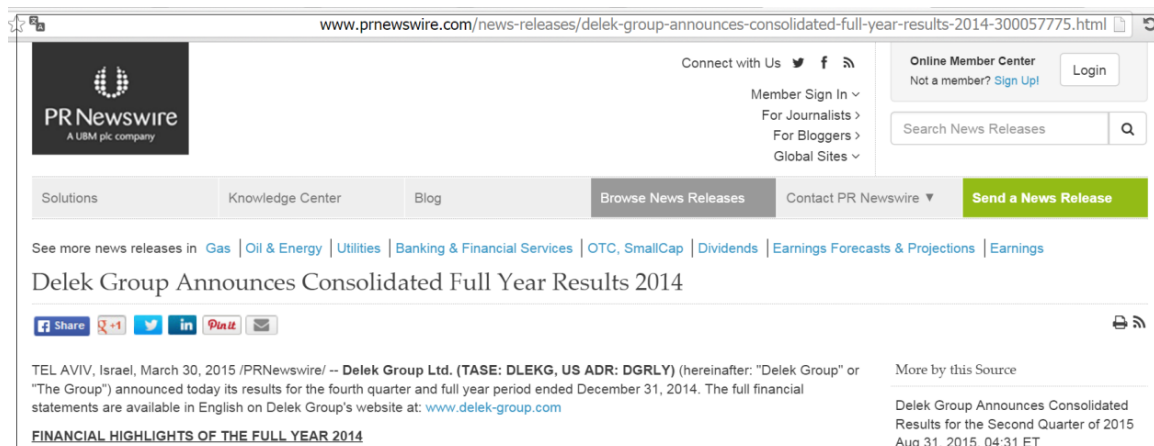 www.prnewswire.com/news-releases/delek-group-announces-consolidated-full-year-results-2014-300057775.html
PR Newswire
A UBM plc company
Connect with Us
Member Sign In
For Journalists >
For Bloggers >
Global Sites
Online Member Center
Not a member? Sign Up!
Login
Search News Releases
Solutions
Knowledge Center
Blog
Browse News Releases
Contact PR Newswire ▼
Send a News Release
See more news releases in Gas | Oil & Energy | Utilities | Banking & Financial Services | OTC, SmallCap | Dividends | Earnings Forecasts & Projections | Earnings
Delek Group Announces Consolidated Full Year Results 2014
Share
+1
in
Pin it
TEL AVIV, Israel, March 30, 2015 /PRNewswire/ -- Delek Group Ltd. (TASE: DLEKG, US ADR: DGRLY) (hereinafter: "Delek Group" or
"The Group") announced today its results for the fourth quarter and full year period ended December 31, 2014. The full financial
statements are available in English on Delek Group's website at: www.delek-group.com
FINANCIAL HIGHLIGHTS OF THE FULL YEAR 2014
More by this Source
Delek Group Announces Consolidated
Results for the Second Quarter of 2015
Aug 31, 2015, 04:31 ET